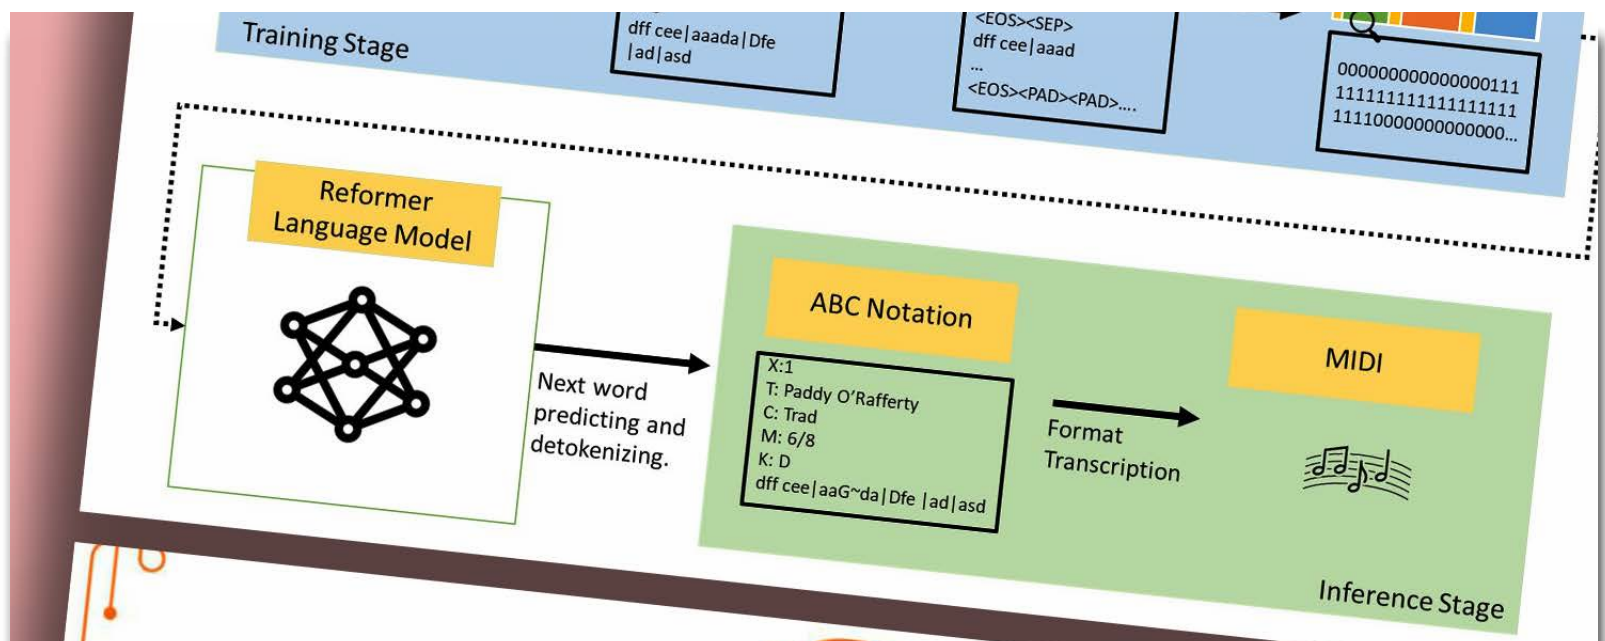 Training Stage
dff cee|aaada|Dfe
|ad|asd
<EOS><SEP>
dff cee|aaad
...
<EOS><PAD><PAD>....
0000000000000000111
1111111111111111111
11110000000000000...
Reformer
Language Model
Next word
predicting and
detokenizing.
ABC Notation
X:1
T: Paddy O’Rafferty
C: Trad
M: 6/8
K: D
dff cee|aaG~da|Dfe |ad|asd
Format
Transcription
MIDI
Inference Stage